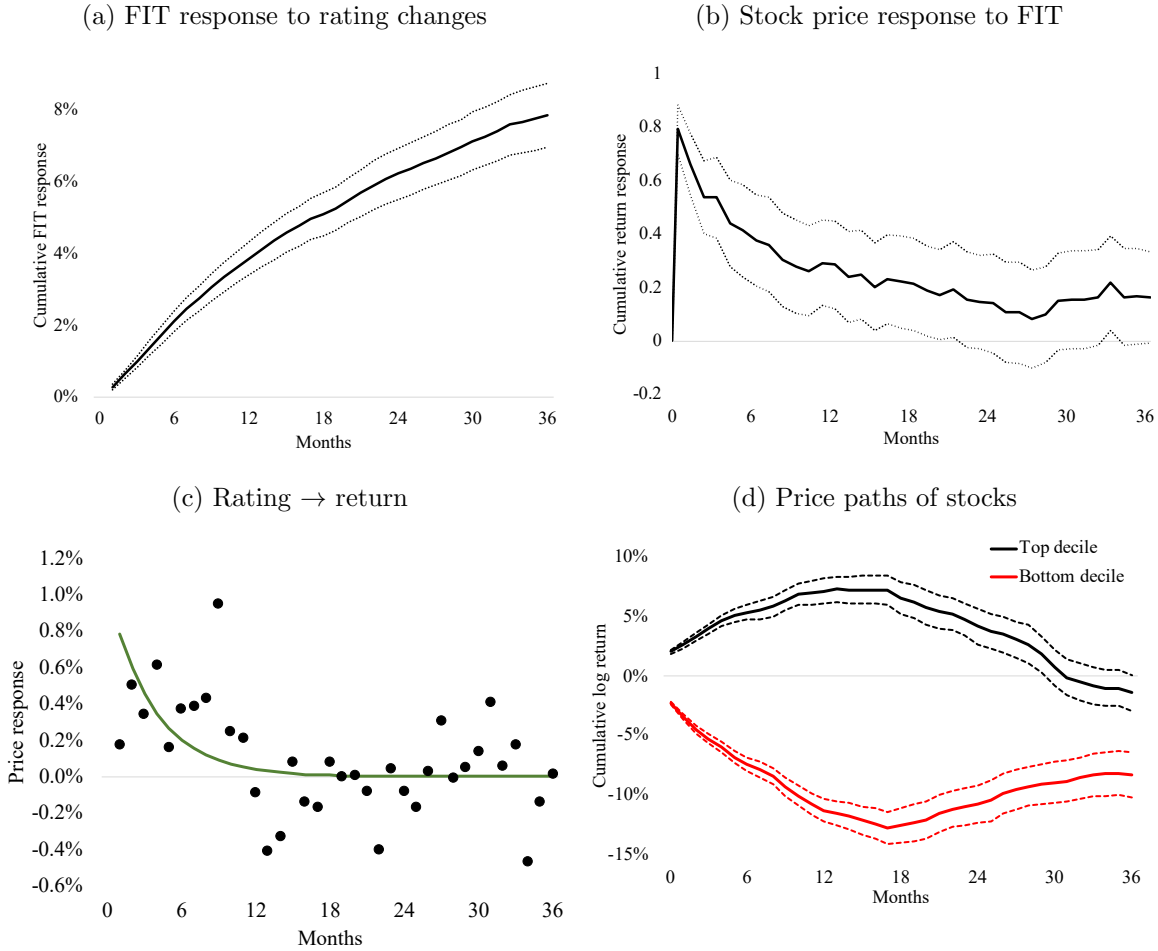 (a) FIT response to rating changes
(b) Stock price response to FIT
Cumulative FIT response
8%
6%
4%
2%
0%
0 6 12 18 24 30 36
Months
Cumulative return response
1
0.8
0.6
0.4
0.2
0
-0.2
0 6 12 18 24 30 36
Months
(c) Rating → return
(d) Price paths of stocks
Price response
1.2%
1.0%
0.8%
0.6%
0.4%
0.2%
0.0%
-0.2%
-0.4%
-0.6%
0 6 12 18 24 30 36
Months
Cumulative log return
10%
5%
0%
-5%
-10%
-15%
Top decile
Bottom decile
0 6 12 18 24 30 36
Months